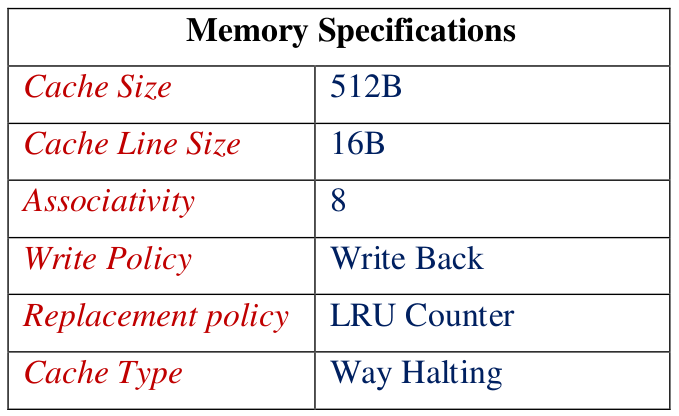 Memory Specifications
Cache Size 512B
Cache Line Size 16B
Associativity 8
Write Policy Write Back
Replacement policy LRU Counter
Cache Type Way Halting